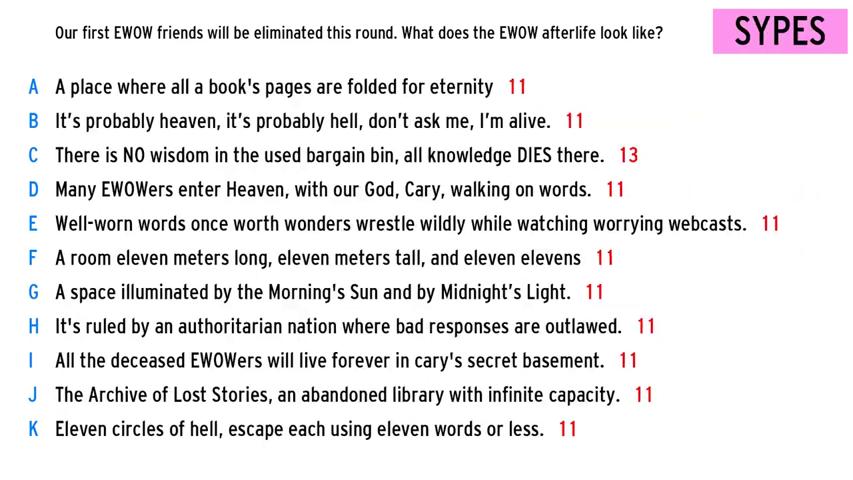 Our first EWOW friends will be eliminated this round. What does the EWOW afterlife look like?
SYPES
A A place where all a book's pages are folded for eternity 11
B It’s probably heaven, it’s probably hell, don’t ask me, I’m alive. 11
C There is NO wisdom in the used bargain bin, all knowledge DIES there. 13
D Many EWOWers enter Heaven, with our God, Cary, walking on words. 11
E Well-worn words once worth wonders wrestle wildly while watching worrying webcasts. 11
F A room eleven meters long, eleven meters tall, and eleven elevens 11
G A space illuminated by the Morning's Sun and by Midnight’s Light. 11
H It's ruled by an authoritarian nation where bad responses are outlawed. 11
I All the deceased EWOWers will live forever in cary's secret basement. 11
J The Archive of Lost Stories, an abandoned library with infinite capacity. 11
K Eleven circles of hell, escape each using eleven words or less. 11